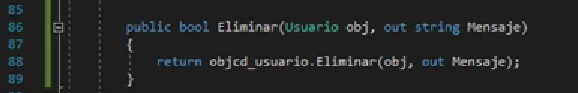 85
86 public bool Eliminar(Usuario obj, out string Mensaje)
87 {
88 return objcd_usuario.Eliminar(obj, out Mensaje);
89 }